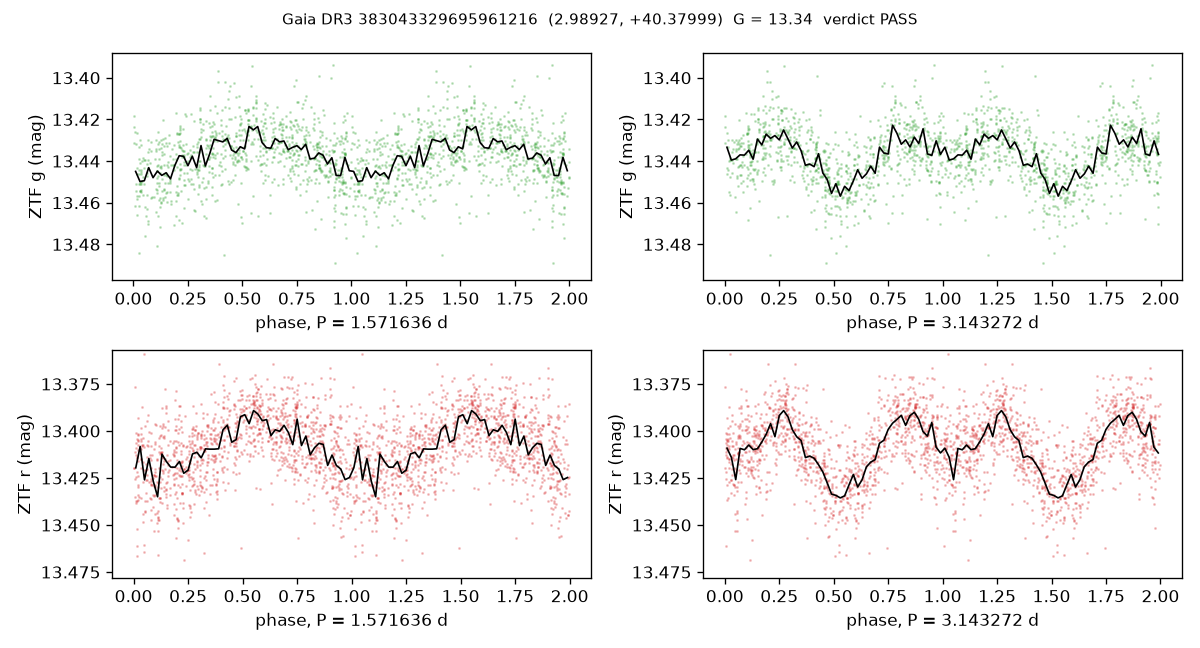 Gaia DR3 383043329695961216  (2.98927, +40.37999)  G = 13.34  verdict PASS
ZTF g (mag)
13.40
13.42
13.44
13.46
13.48
0.00 0.25 0.50 0.75 1.00 1.25 1.50 1.75 2.00
phase, P = 1.571636 d
ZTF g (mag)
13.40
13.42
13.44
13.46
13.48
0.00 0.25 0.50 0.75 1.00 1.25 1.50 1.75 2.00
phase, P = 3.143272 d
ZTF r (mag)
13.375
13.400
13.425
13.450
13.475
0.00 0.25 0.50 0.75 1.00 1.25 1.50 1.75 2.00
phase, P = 1.571636 d
ZTF r (mag)
13.375
13.400
13.425
13.450
13.475
0.00 0.25 0.50 0.75 1.00 1.25 1.50 1.75 2.00
phase, P = 3.143272 d